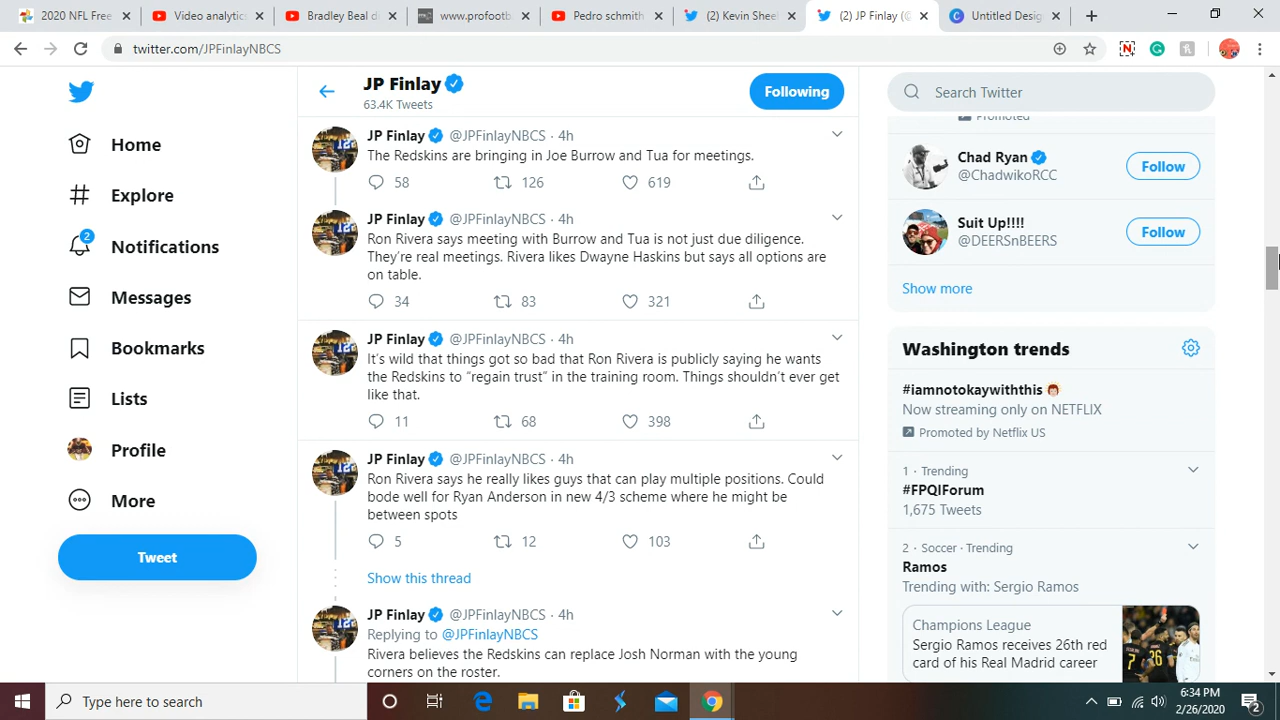 2020 NFL Free
Video analytics
Bradley Beal di
www.profootb
Pedro schmith
(2) Kevin Shee
(2) JP Finlay (@
Untitled Desig
twitter.com/JPFinlayNBCS
Home
Explore
2
Notifications
Messages
Bookmarks
Lists
Profile
More
Tweet
JP Finlay
63.4K Tweets
Following
JP Finlay @JPFinlayNBCS · 4h
The Redskins are bringing in Joe Burrow and Tua for meetings.
58 126 619
JP Finlay @JPFinlayNBCS · 4h
Ron Rivera says meeting with Burrow and Tua is not just due diligence.
They're real meetings. Rivera likes Dwayne Haskins but says all options are
on table.
34 83 321
JP Finlay @JPFinlayNBCS · 4h
It's wild that things got so bad that Ron Rivera is publicly saying he wants
the Redskins to “regain trust” in the training room. Things shouldn't ever get
like that.
11 68 398
JP Finlay @JPFinlayNBCS · 4h
Ron Rivera says he really likes guys that can play multiple positions. Could
bode well for Ryan Anderson in new 4/3 scheme where he might be
between spots
5 12 103
Show this thread
JP Finlay @JPFinlayNBCS · 4h
Replying to @JPFinlayNBCS
Rivera believes the Redskins can replace Josh Norman with the young
corners on the roster.
Search Twitter
Promoted
Chad Ryan
@ChadwikoRCC
Follow
Suit Up!!!!
@DEERSnBEERS
Follow
Show more
Washington trends
#iamnotokaywiththis
Now streaming only on NETFLIX
Promoted by Netflix US
1 · Trending
#FPQIForum
1,675 Tweets
2 · Soccer · Trending
Ramos
Trending with: Sergio Ramos
Champions League
Sergio Ramos receives 26th red
card of his Real Madrid career
Type here to search
6:34 PM
2/26/2020
2